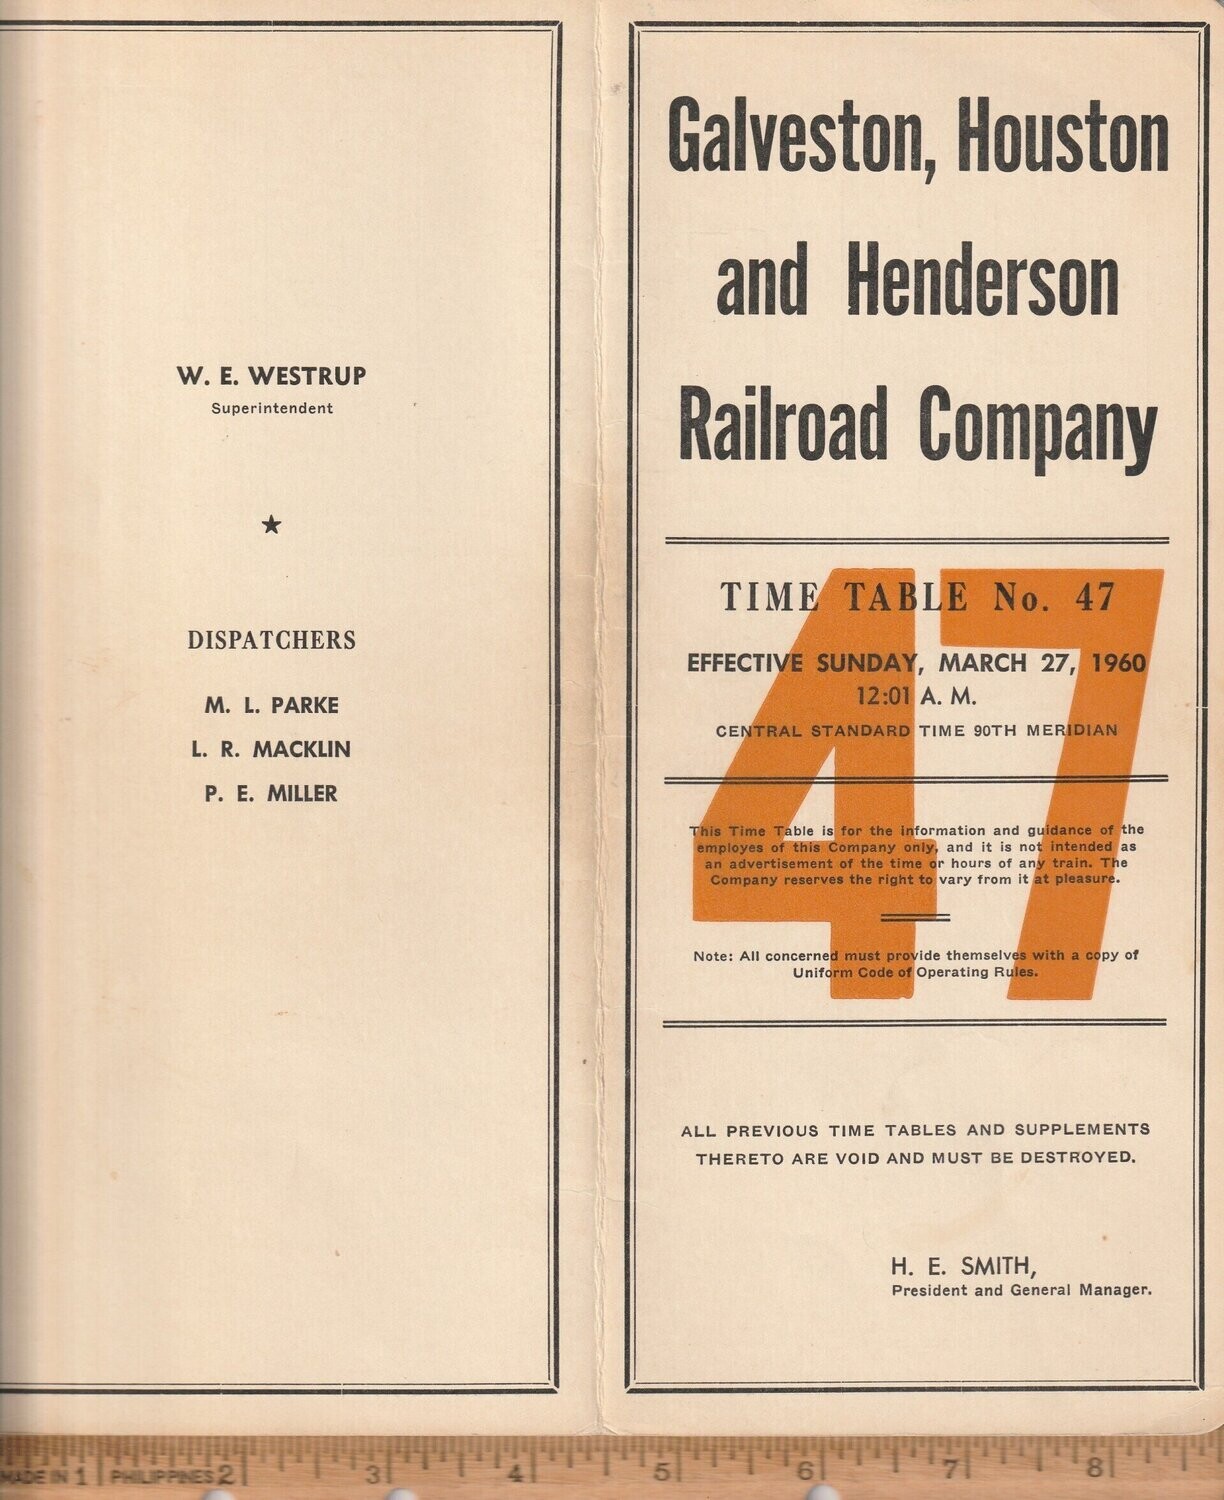 W. E. WESTRUP
Superintendent
★
DISPATCHERS
M. L. PARKE
L. R. MACKLIN
P. E. MILLER
Galveston, Houston
and Henderson
Railroad Company
47
TIME TABLE No. 47
EFFECTIVE SUNDAY, MARCH 27, 1960
12:01 A. M.
CENTRAL STANDARD TIME 90TH MERIDIAN
This Time Table is for the information and guidance of the
employes of this Company only, and it is not intended as
an advertisement of the time or hours of any train. The
Company reserves the right to vary from it at pleasure.
Note: All concerned must provide themselves with a copy of
Uniform Code of Operating Rules.
ALL PREVIOUS TIME TABLES AND SUPPLEMENTS
THERETO ARE VOID AND MUST BE DESTROYED.
H. E. SMITH,
President and General Manager.
MADE IN 1 PHILIPPINES 2 3 4 5 6 7 8